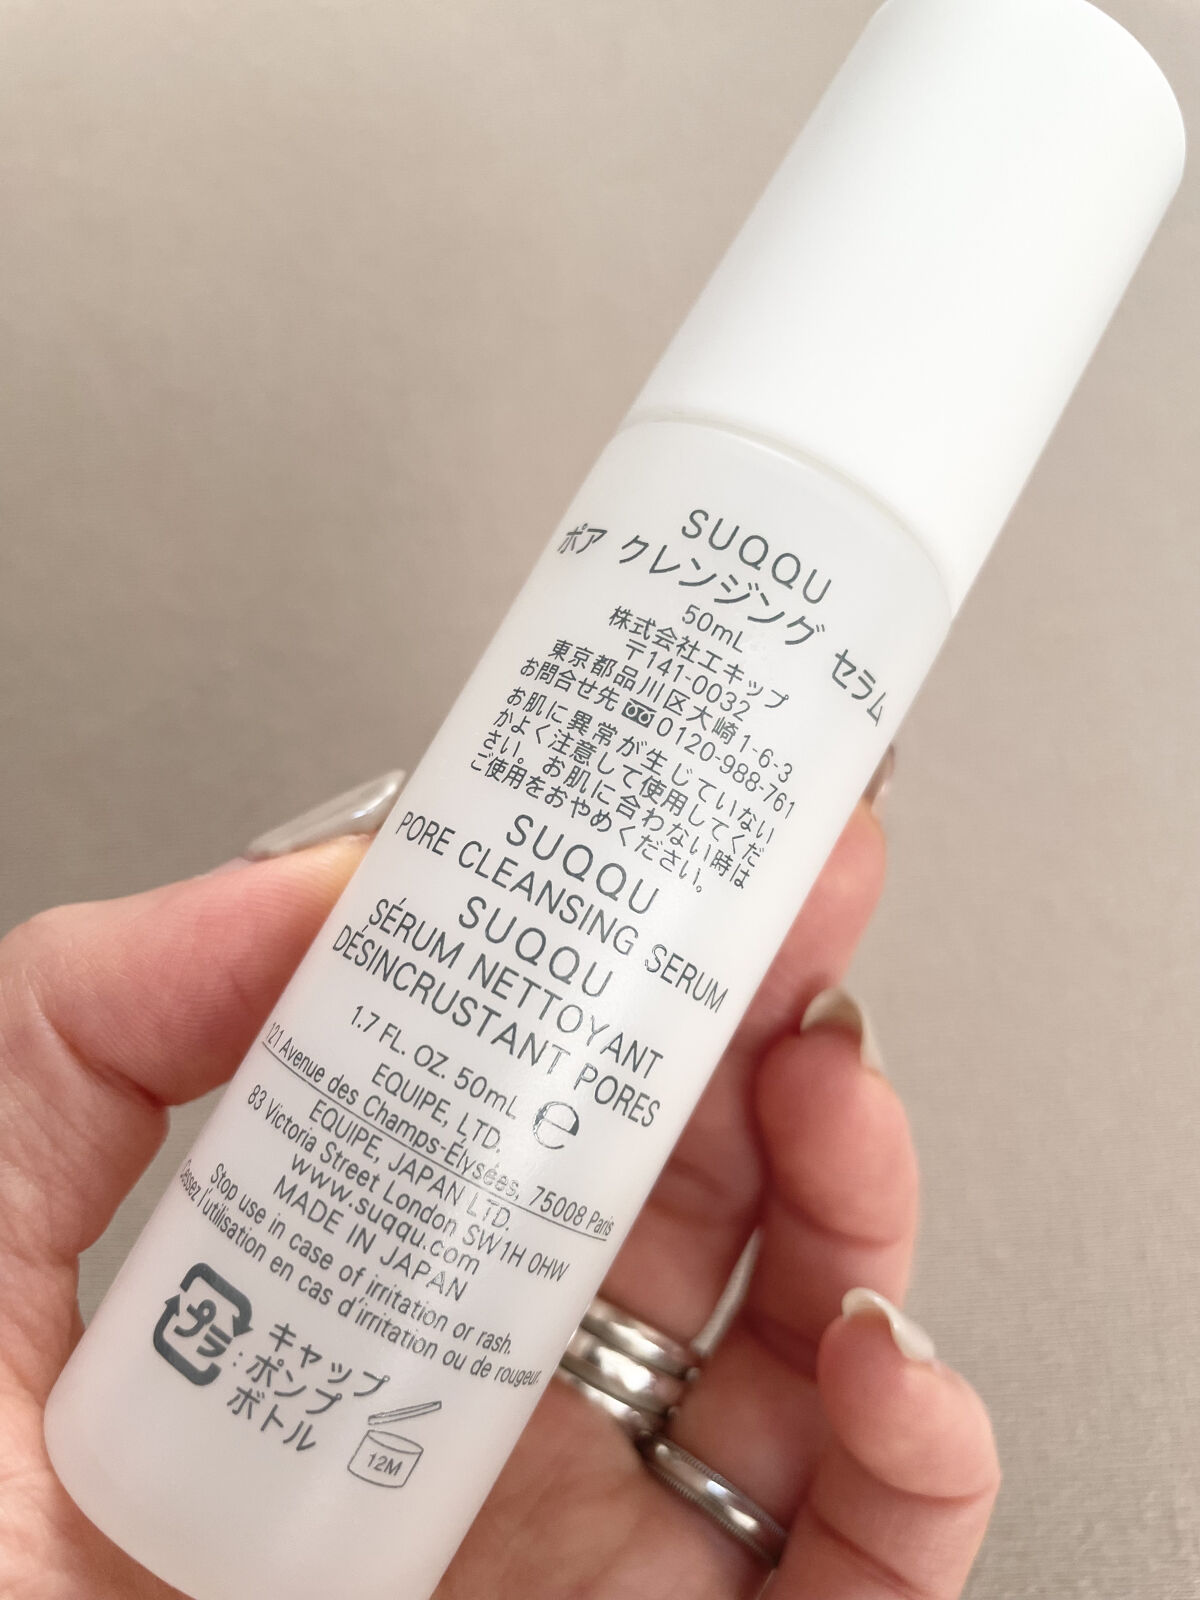 SUQQU
ポア クレンジング セラム
50mL
株式会社エキップ
〒141-0032
東京都品川区大崎1-6-3
お問合せ先 0120-988-761
お肌に異常が生じていない
かよく注意して使用してくだ
さい。お肌に合わない時は
ご使用をおやめください。
SUQQU
PORE CLEANSING SERUM
SUQQU
SÉRUM NETTOYANT
DÉSINCRUSTANT PORES
1.7 FL. OZ. 50mL ℮
EQUIPE, LTD.
121 Avenue des Champs-Élysées, 75008 Paris
EQUIPE, JAPAN LTD.
83 Victoria Street London SW1H 0HW
www.suqqu.com
MADE IN JAPAN
Stop use in case of irritation or rash.
Cessez l'utilisation en cas d'irritation ou de rougeur.
プラ
: キャップ
ポンプ
ボトル
12M